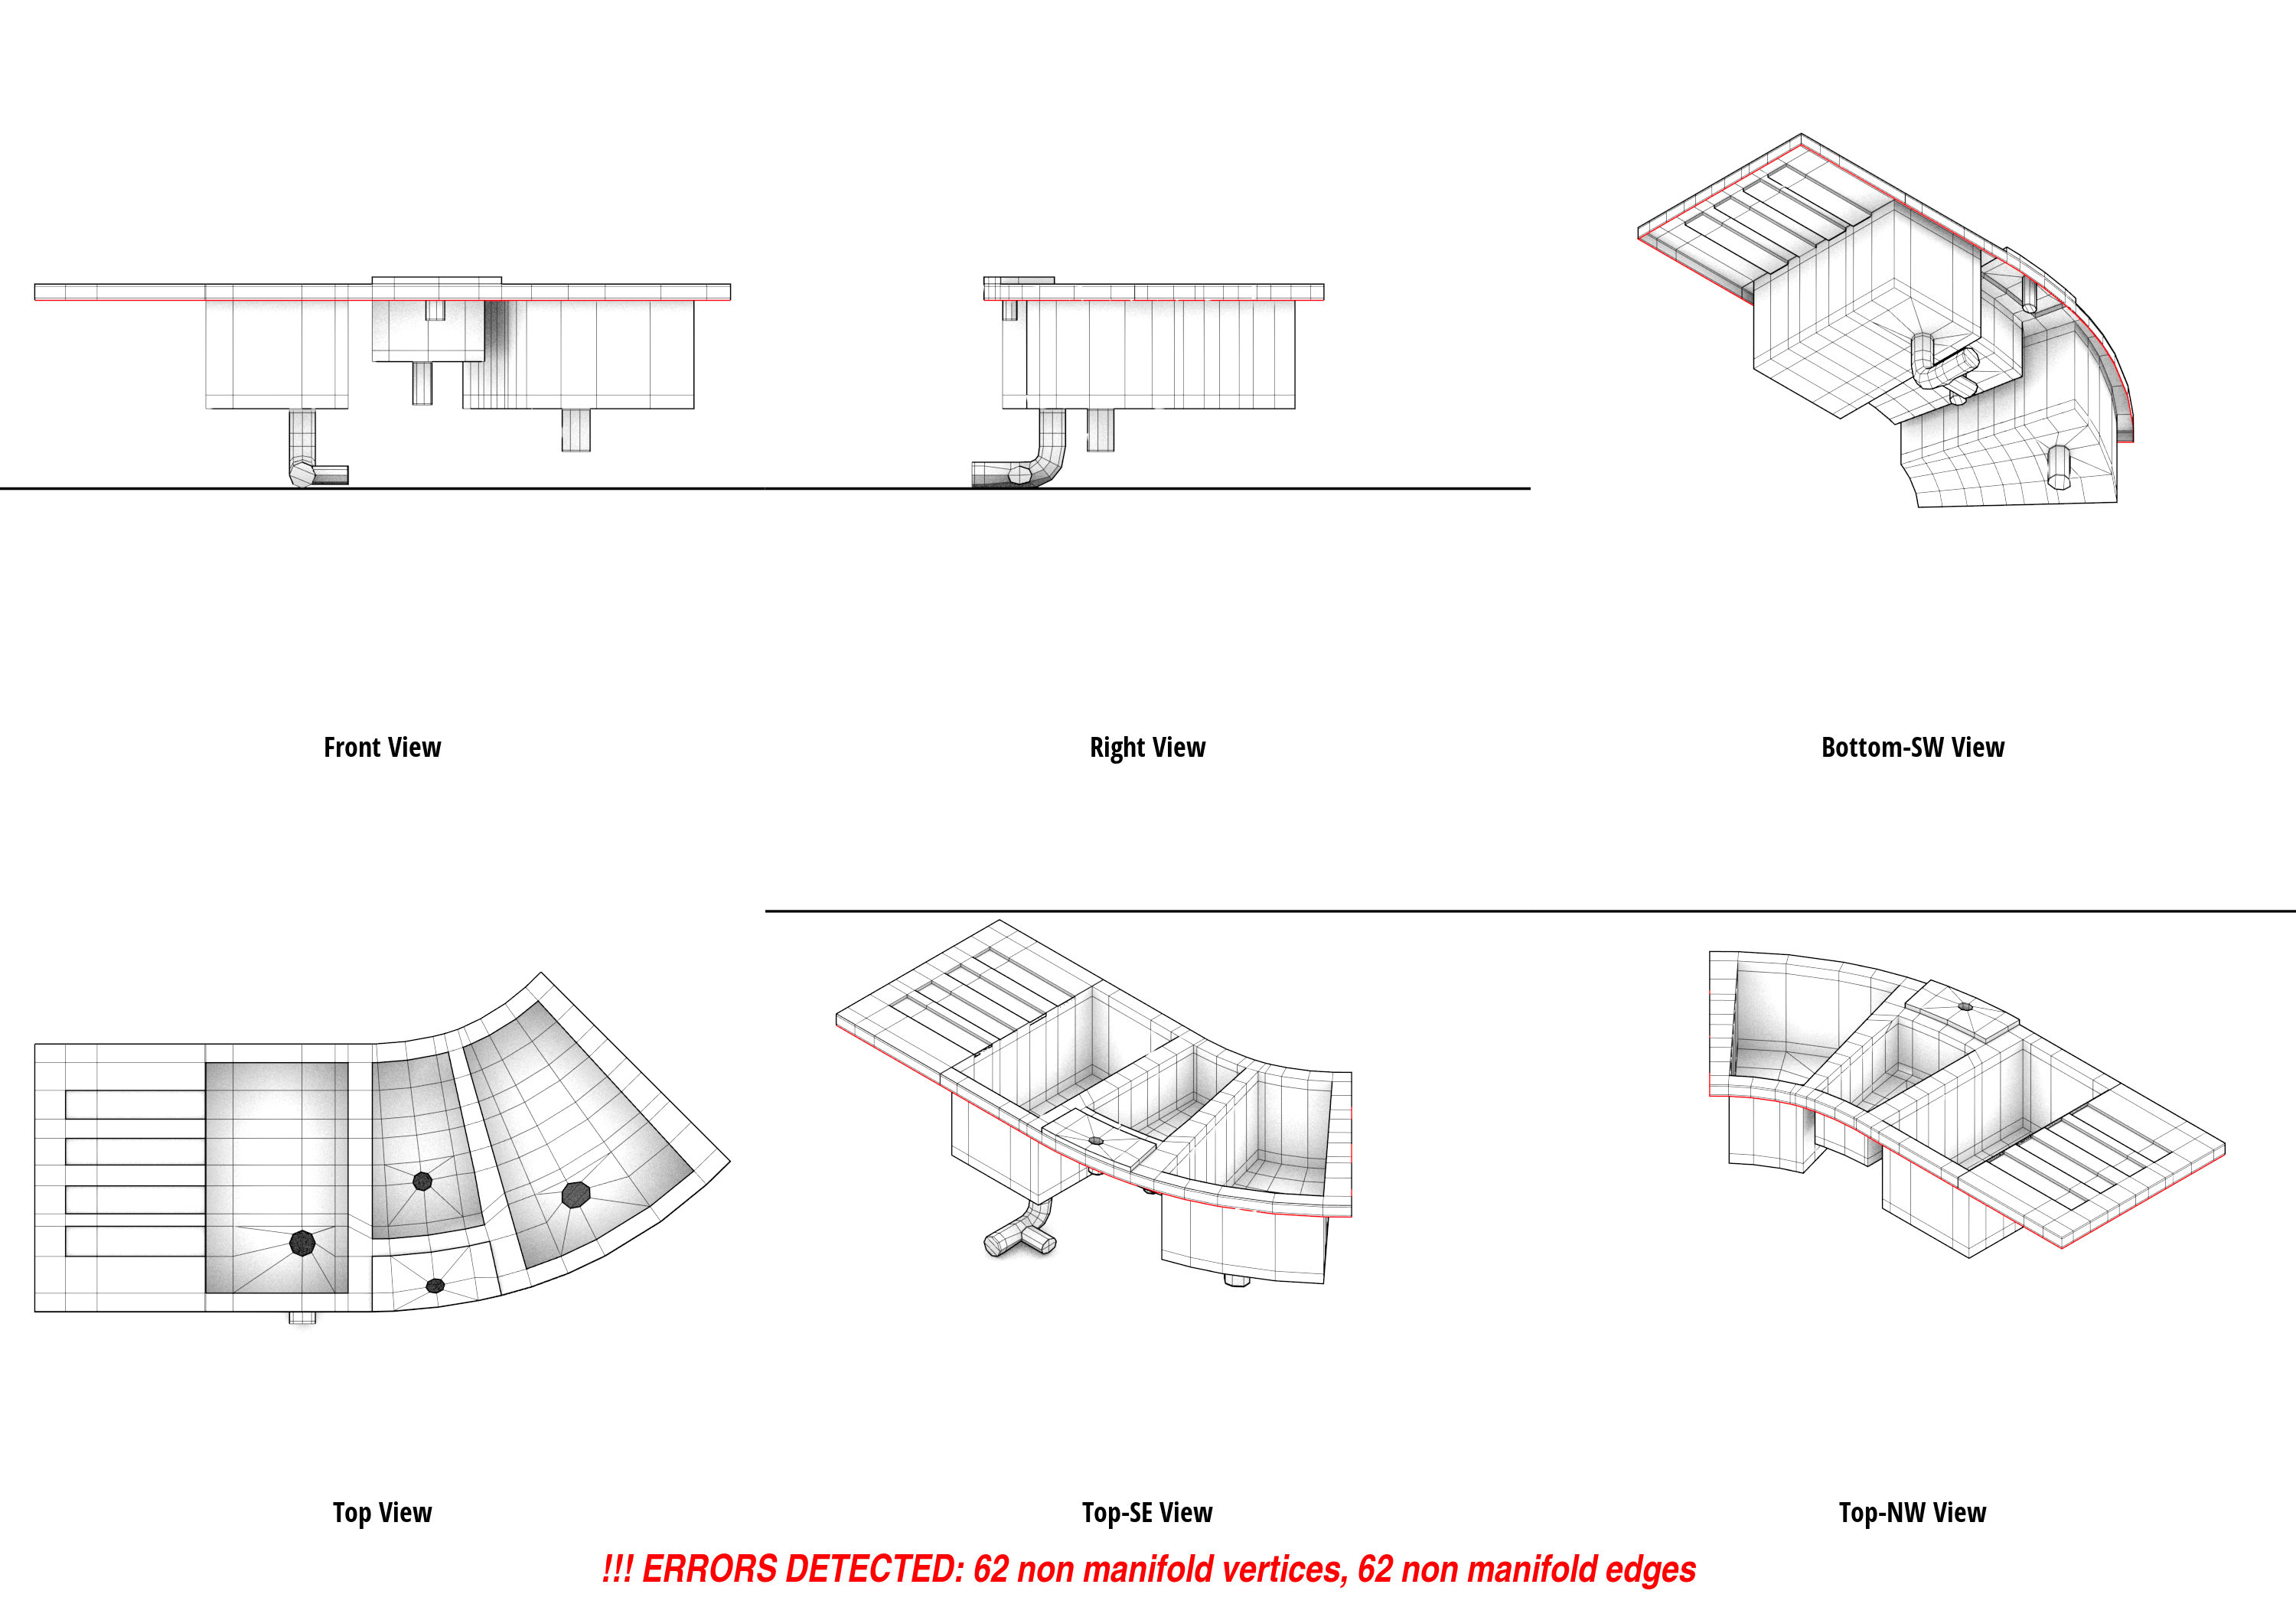 Front View
Right View
Bottom-SW View
Top View
Top-SE View
Top-NW View
!!! ERRORS DETECTED: 62 non manifold vertices, 62 non manifold edges